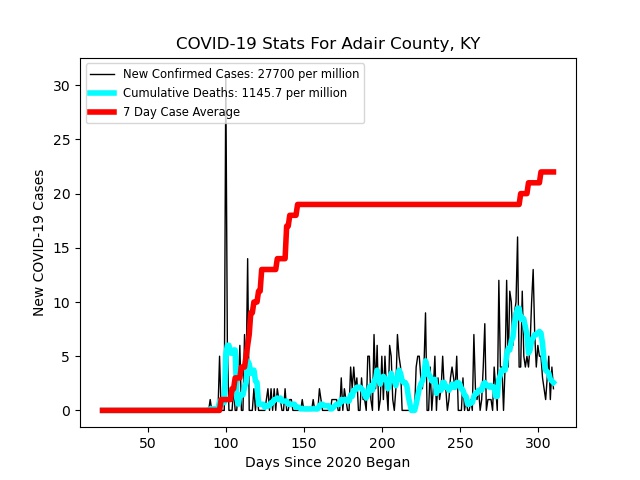 COVID-19 Stats For Adair County, KY
New Confirmed Cases: 27700 per million
Cumulative Deaths: 1145.7 per million
7 Day Case Average
New COVID-19 Cases
30
25
20
15
10
5
0
50
100
150
200
250
300
Days Since 2020 Began